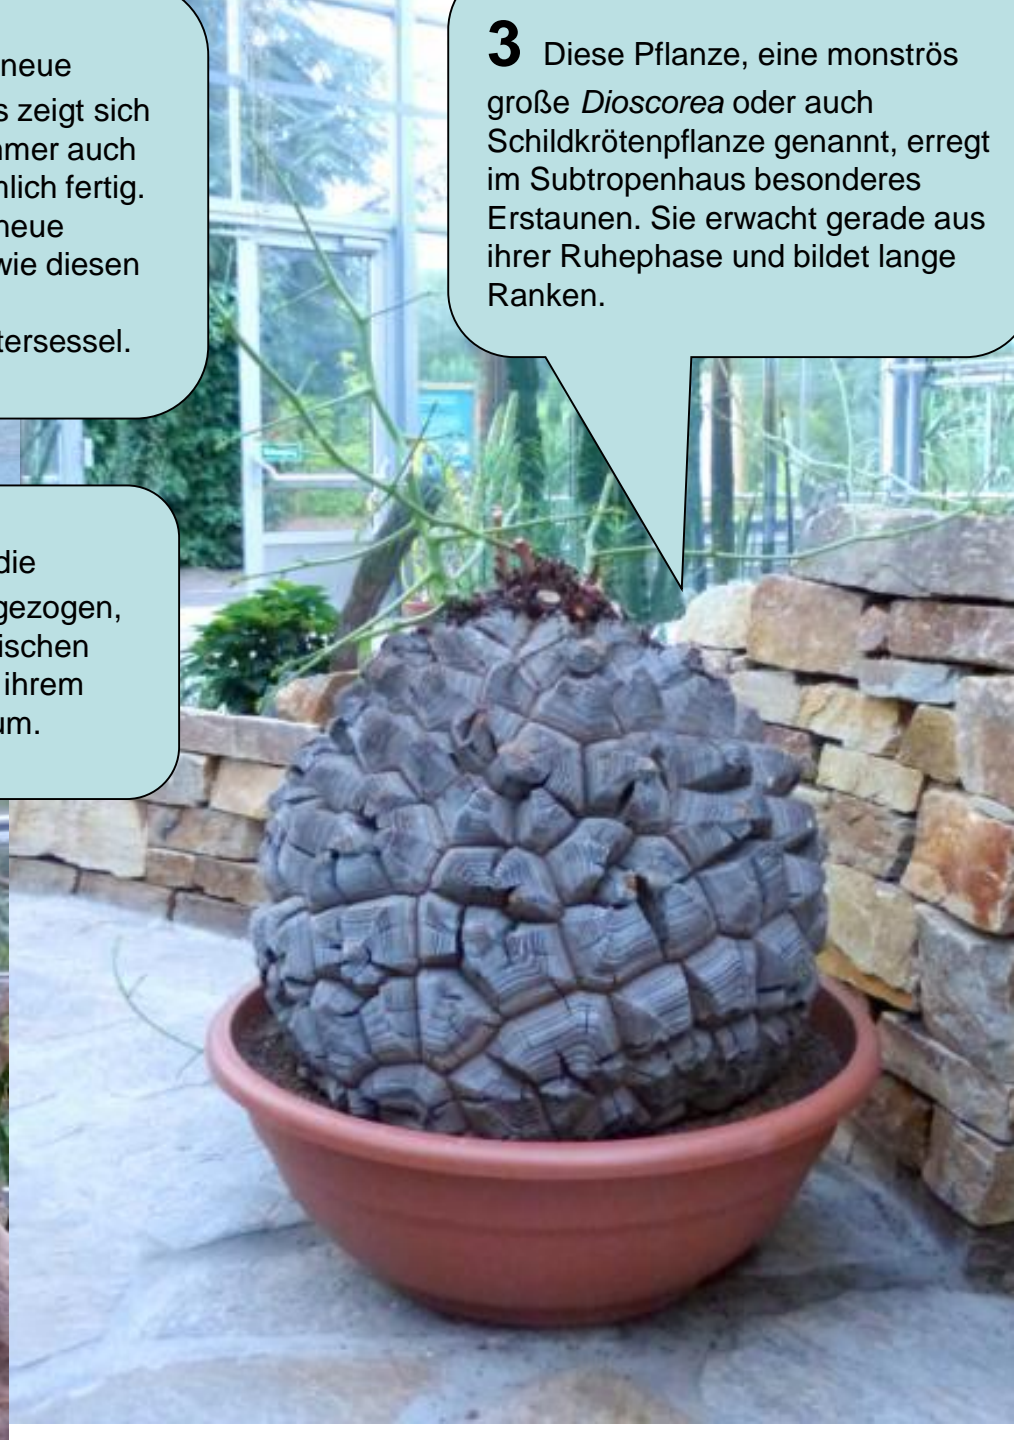 neue
s zeigt sich
mer auch
lich fertig.
neue
wie diesen
tersessel.
3 Diese Pflanze, eine monströs
große Dioscorea oder auch
Schildkrötenpflanze genannt, erregt
im Subtropenhaus besonderes
Erstaunen. Sie erwacht gerade aus
ihrer Ruhephase und bildet lange
Ranken.
die
gezogen,
ischen
ihrem
um.